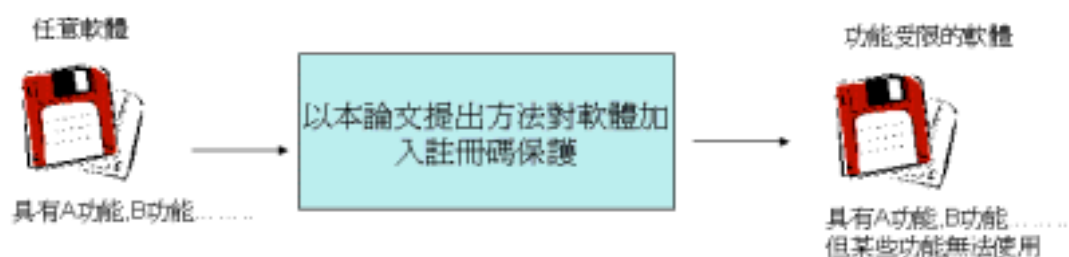 任意軟體
功能受限的軟體
以本論文提出方法對軟體加
入註冊碼保護
具有A功能,B功能........
具有A功能,B功能........
但某些功能無法使用